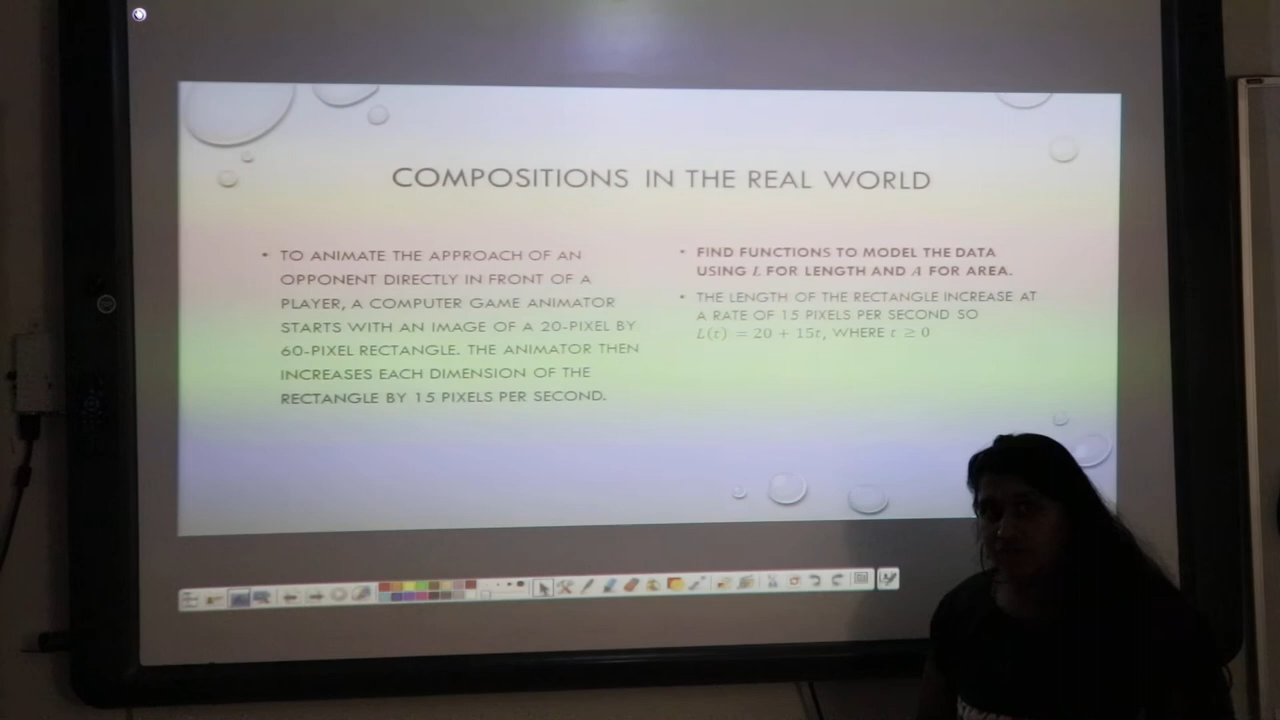 COMPOSITIONS IN THE REAL WORLD
• TO ANIMATE THE APPROACH OF AN
OPPONENT DIRECTLY IN FRONT OF A
PLAYER, A COMPUTER GAME ANIMATOR
STARTS WITH AN IMAGE OF A 20-PIXEL BY
60-PIXEL RECTANGLE. THE ANIMATOR THEN
INCREASES EACH DIMENSION OF THE
RECTANGLE BY 15 PIXELS PER SECOND.
• FIND FUNCTIONS TO MODEL THE DATA
USING L FOR LENGTH AND A FOR AREA.
• THE LENGTH OF THE RECTANGLE INCREASE AT
A RATE OF 15 PIXELS PER SECOND SO
L(t) = 20 + 15t, WHERE t ≥ 0